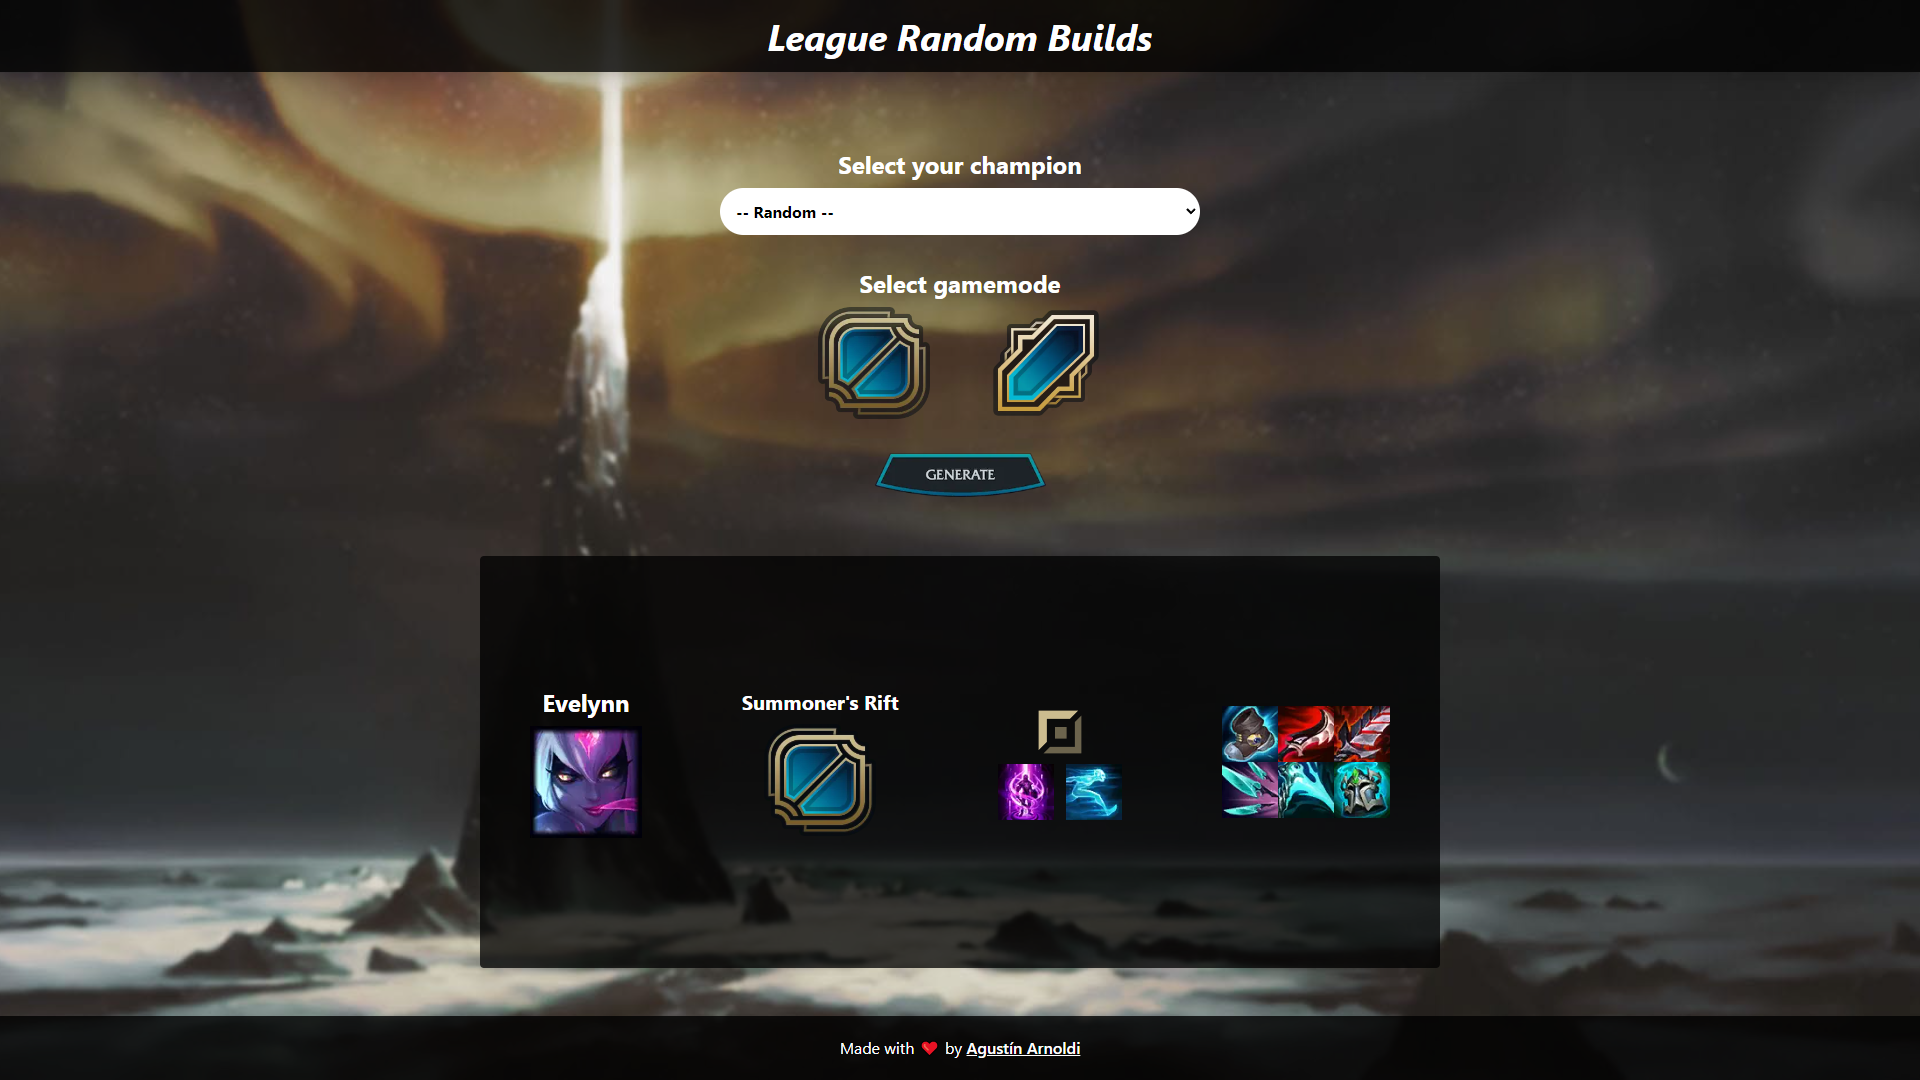 League Random Builds
Select your champion
-- Random --
Select gamemode
GENERATE
Evelynn
Summoner's Rift
Made with ❤ by Agustín Arnoldi